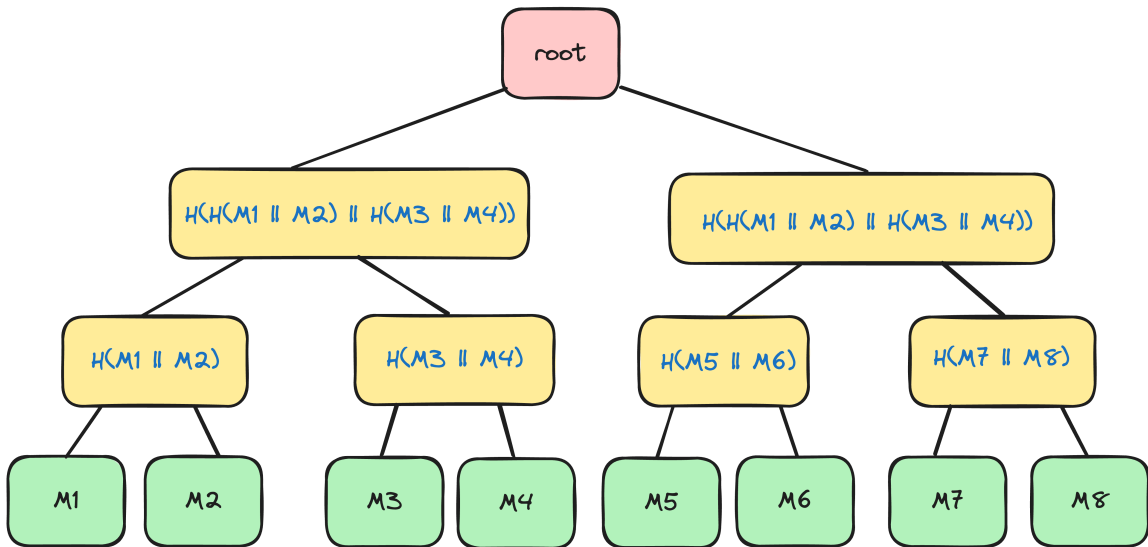 root
H(H(M1 || M2) || H(M3 || M4))
H(H(M1 || M2) || H(M3 || M4))
H(M1 || M2)
H(M3 || M4)
H(M5 || M6)
H(M7 || M8)
M1
M2
M3
M4
M5
M6
M7
M8